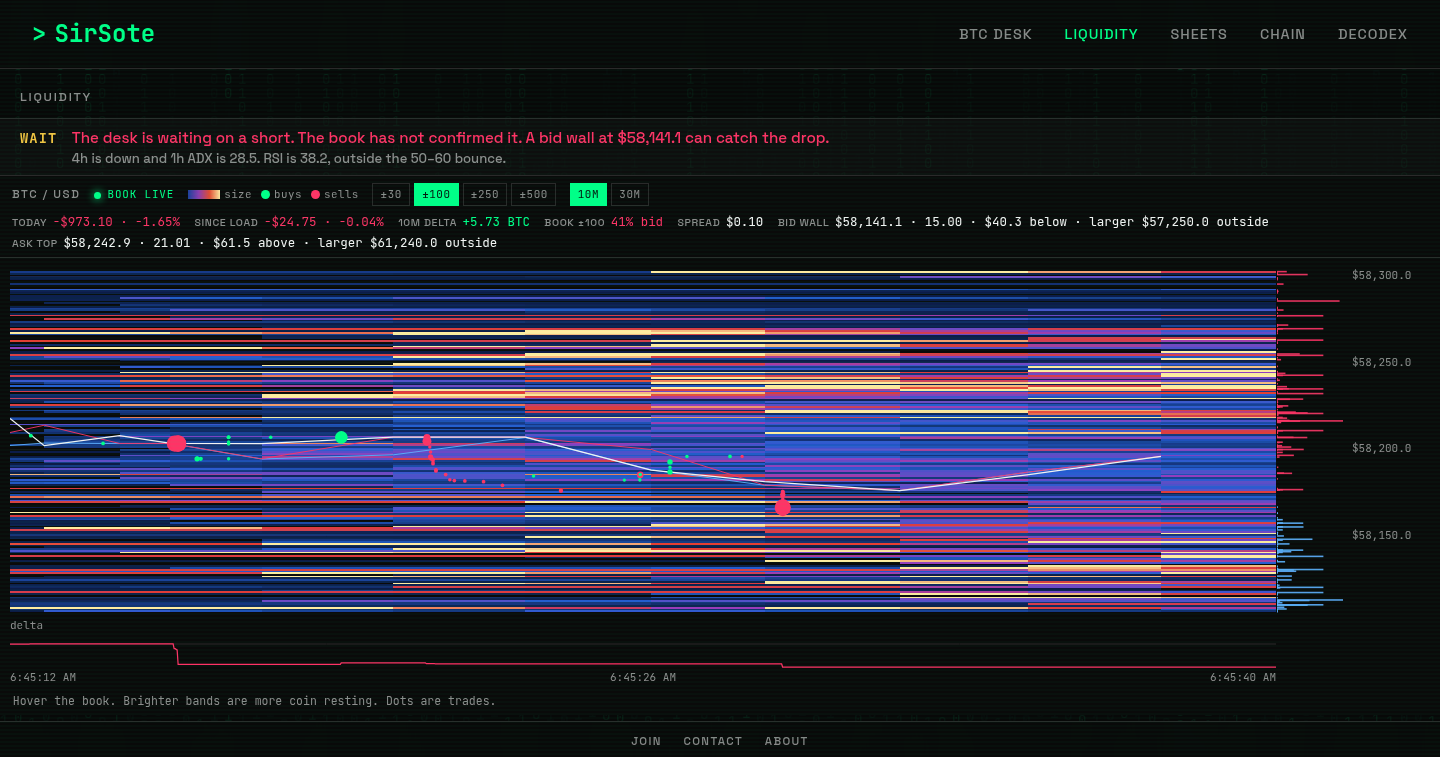 > SirSote
BTC DESK LIQUIDITY SHEETS CHAIN DECODEX
LIQUIDITY
WAIT The desk is waiting on a short. The book has not confirmed it. A bid wall at $58,141.1 can catch the drop.
4h is down and 1h ADX is 28.5. RSI is 38.2, outside the 50–60 bounce.
BTC / USD BOOK LIVE size buys sells ±30 ±100 ±250 ±500 10M 30M
TODAY -$973.10 · -1.65% SINCE LOAD -$24.75 · -0.04% 10M DELTA +5.73 BTC BOOK ±100 41% bid SPREAD $0.10 BID WALL $58,141.1 · 15.00 · $40.3 below · larger $57,250.0 outside
ASK TOP $58,242.9 · 21.01 · $61.5 above · larger $61,240.0 outside
$58,300.0
$58,250.0
$58,200.0
$58,150.0
delta
6:45:12 AM 6:45:26 AM 6:45:40 AM
Hover the book. Brighter bands are more coin resting. Dots are trades.
JOIN CONTACT ABOUT